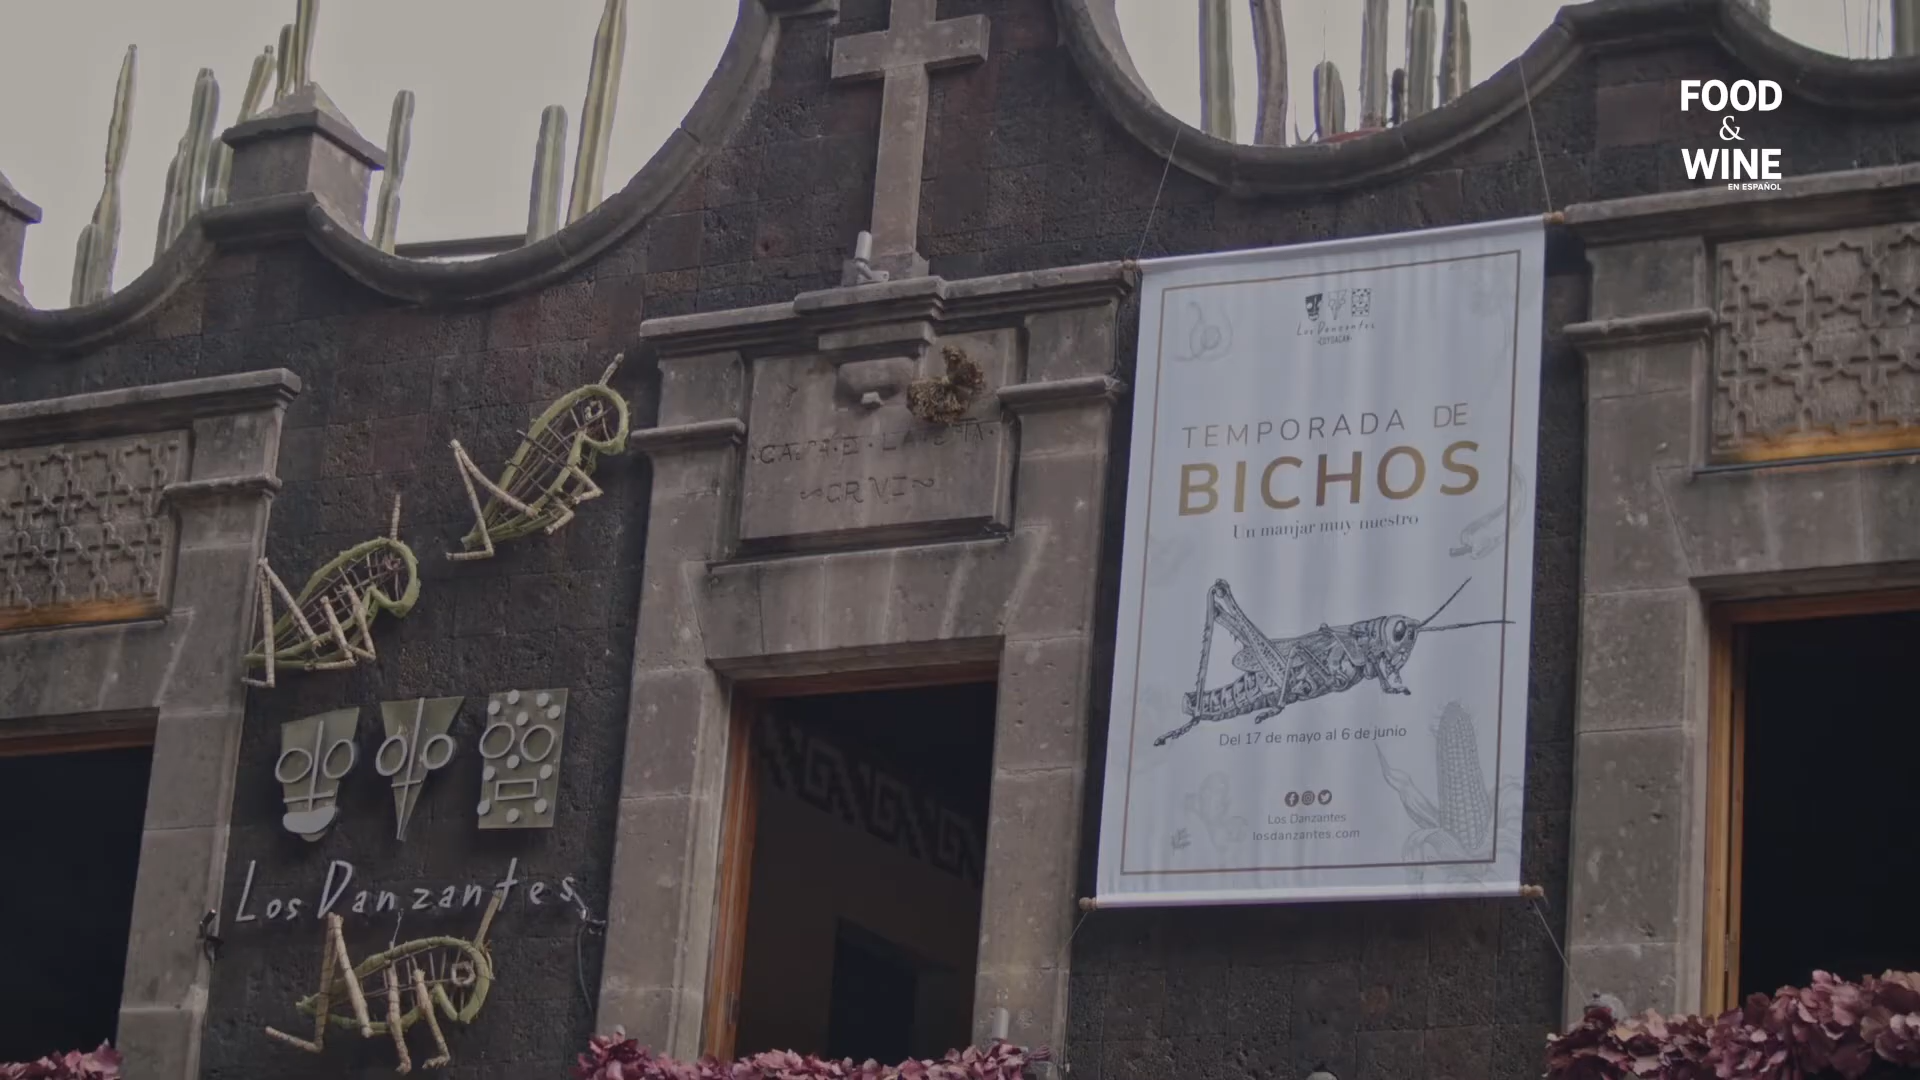 FOOD
&
WINE
EN ESPAÑOL
Los Danzantes
COYOACÁN
TEMPORADA DE
BICHOS
Un manjar muy nuestro
Del 17 de mayo al 6 de junio
Los Danzantes
losdanzantes.com
Los Danzantes